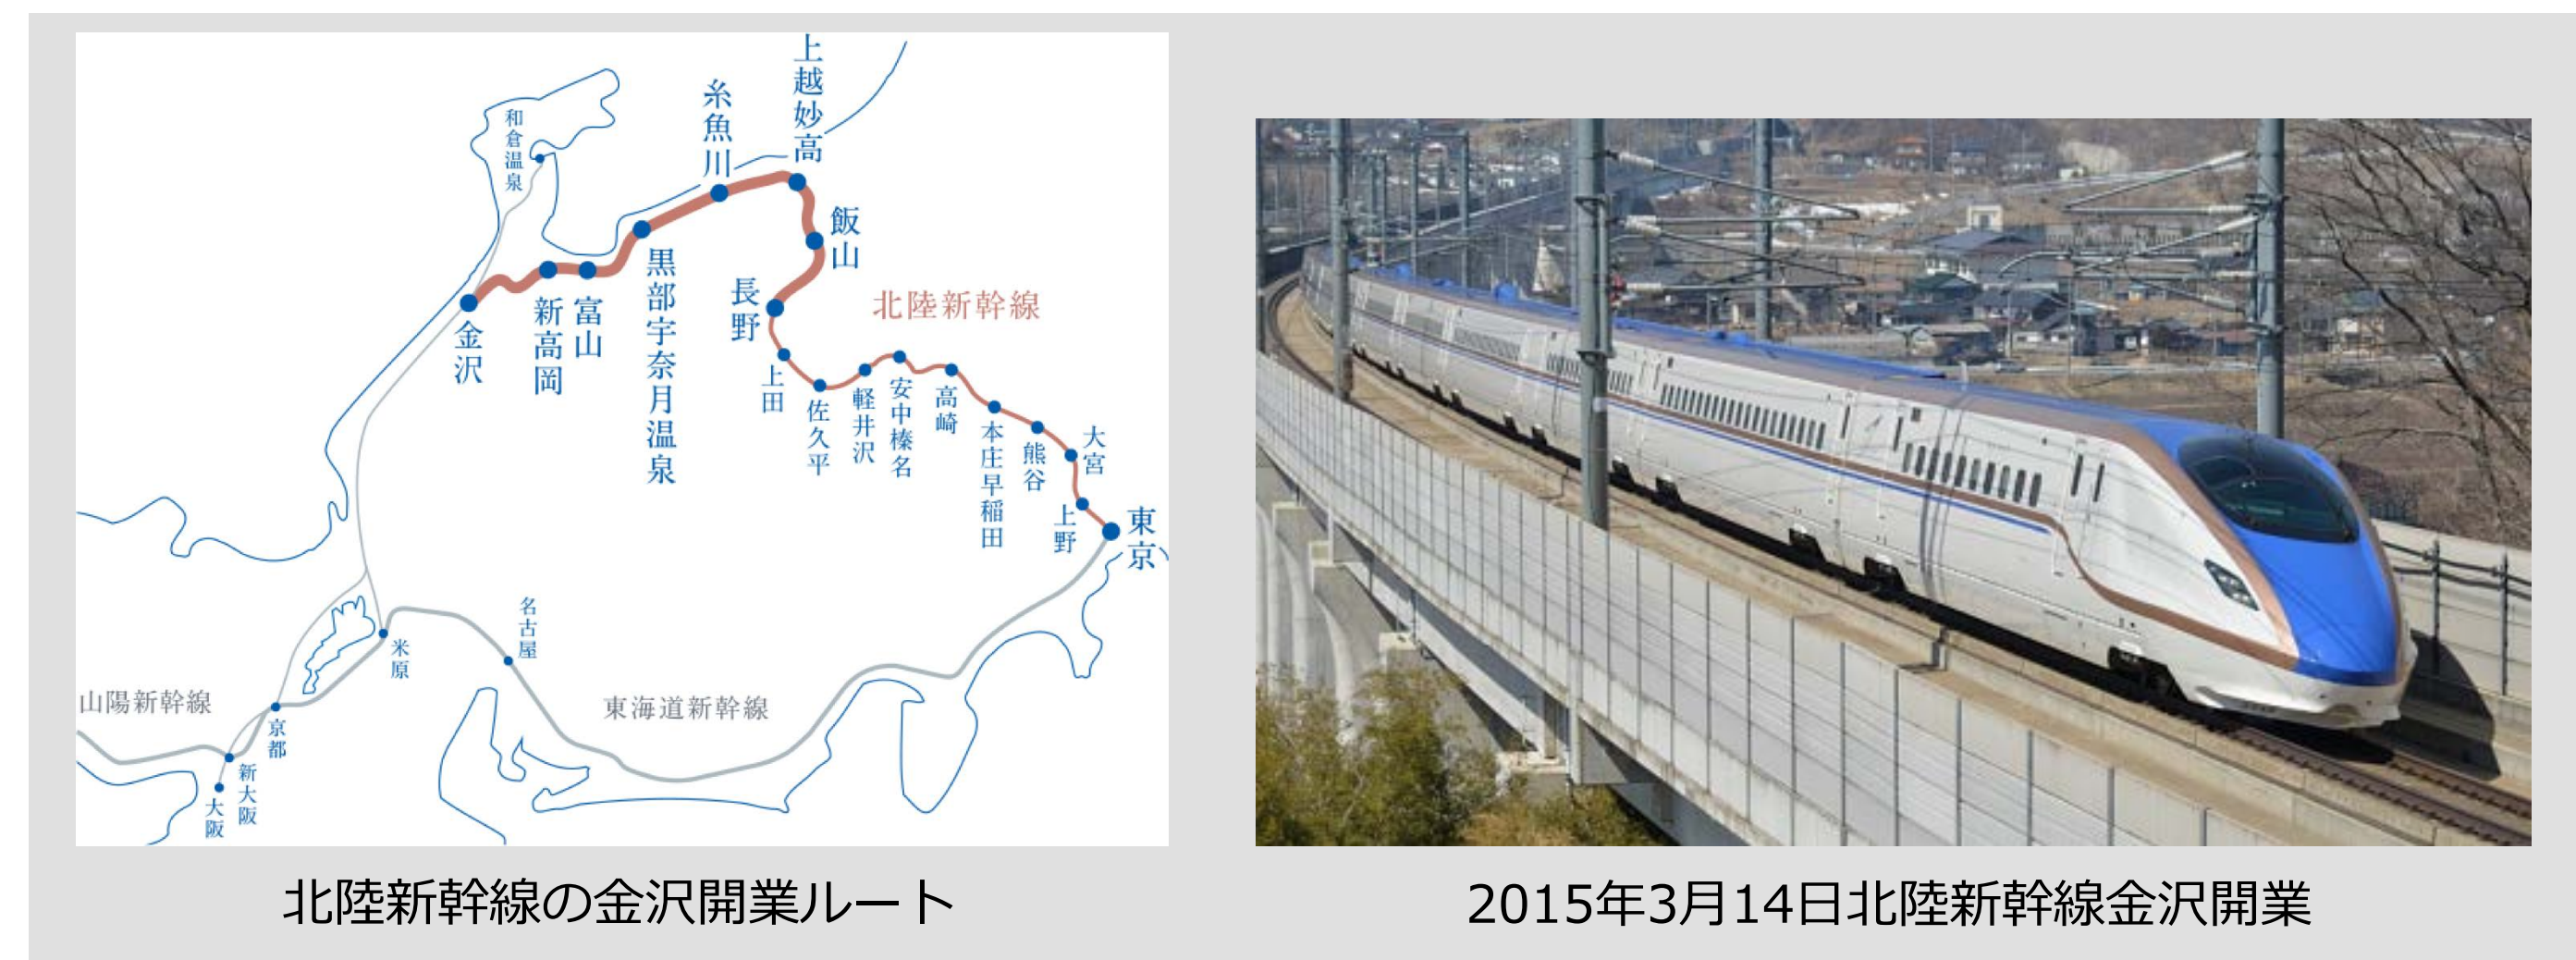 上越妙高
糸魚川
和倉温泉
飯山
黒部宇奈月温泉
長野
北陸新幹線
新高岡
富山
金沢
上田
佐久平
軽井沢
安中榛名
高崎
本庄早稲田
熊谷
大宮
上野
東京
名古屋
米原
山陽新幹線
東海道新幹線
京都
新大阪
大阪
北陸新幹線の金沢開業ルート
2015年3月14日北陸新幹線金沢開業